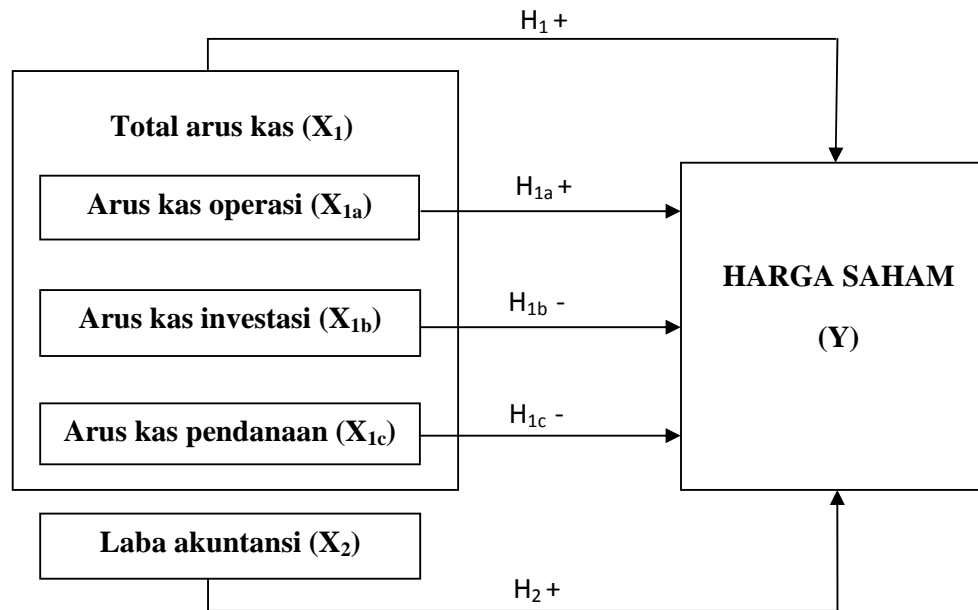 H₁ +
Total arus kas (X₁)
Arus kas operasi (X₁ₐ)
H₁ₐ +
Arus kas investasi (X₁b)
H₁b -
Arus kas pendanaan (X₁c)
H₁c -
HARGA SAHAM
(Y)
Laba akuntansi (X₂)
H₂ +